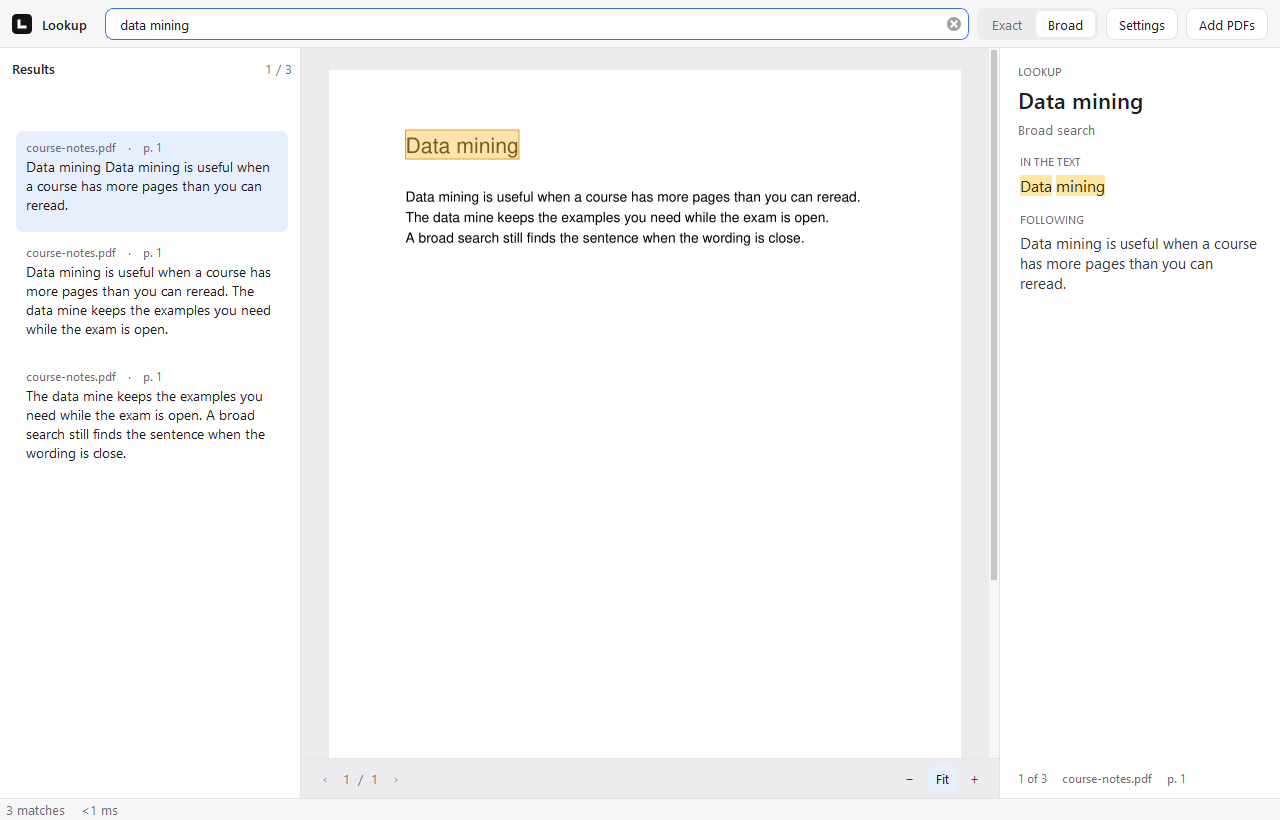 Lookup
data mining
Exact
Broad
Settings
Add PDFs
Results
1 / 3
course-notes.pdf · p. 1
Data mining Data mining is useful when
a course has more pages than you can
reread.
course-notes.pdf · p. 1
Data mining is useful when a course has
more pages than you can reread. The
data mine keeps the examples you need
while the exam is open.
course-notes.pdf · p. 1
The data mine keeps the examples you
need while the exam is open. A broad
search still finds the sentence when the
wording is close.
Data mining
Data mining is useful when a course has more pages than you can reread.
The data mine keeps the examples you need while the exam is open.
A broad search still finds the sentence when the wording is close.
‹ 1 / 1 ›
− Fit +
LOOKUP
Data mining
Broad search
IN THE TEXT
Data mining
FOLLOWING
Data mining is useful when a course
has more pages than you can
reread.
1 of 3 course-notes.pdf p. 1
3 matches <1 ms